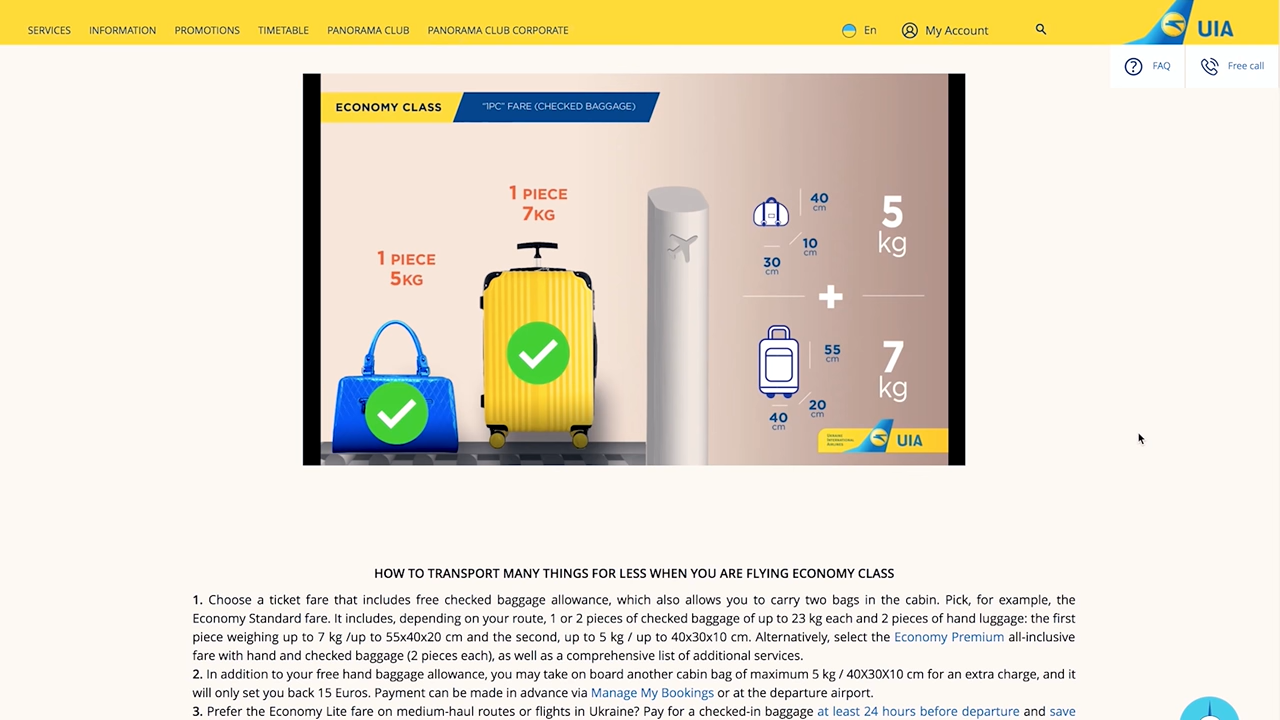 SERVICES INFORMATION PROMOTIONS TIMETABLE PANORAMA CLUB PANORAMA CLUB CORPORATE En My Account UIA
FAQ Free call
ECONOMY CLASS "1PC" FARE (CHECKED BAGGAGE)
1 PIECE
7KG
1 PIECE
5KG
40
cm
10
cm
30
cm
5
kg
55
cm
20
cm
40
cm
7
kg
UKRAINE
INTERNATIONAL
AIRLINES
UIA
HOW TO TRANSPORT MANY THINGS FOR LESS WHEN YOU ARE FLYING ECONOMY CLASS
1. Choose a ticket fare that includes free checked baggage allowance, which also allows you to carry two bags in the cabin. Pick, for example, the
Economy Standard fare. It includes, depending on your route, 1 or 2 pieces of checked baggage of up to 23 kg each and 2 pieces of hand luggage: the first
piece weighing up to 7 kg /up to 55x40x20 cm and the second, up to 5 kg / up to 40x30x10 cm. Alternatively, select the Economy Premium all-inclusive
fare with hand and checked baggage (2 pieces each), as well as a comprehensive list of additional services.
2. In addition to your free hand baggage allowance, you may take on board another cabin bag of maximum 5 kg / 40X30X10 cm for an extra charge, and it
will only set you back 15 Euros. Payment can be made in advance via Manage My Bookings or at the departure airport.
3. Prefer the Economy Lite fare on medium-haul routes or flights in Ukraine? Pay for a checked-in baggage at least 24 hours before departure and save